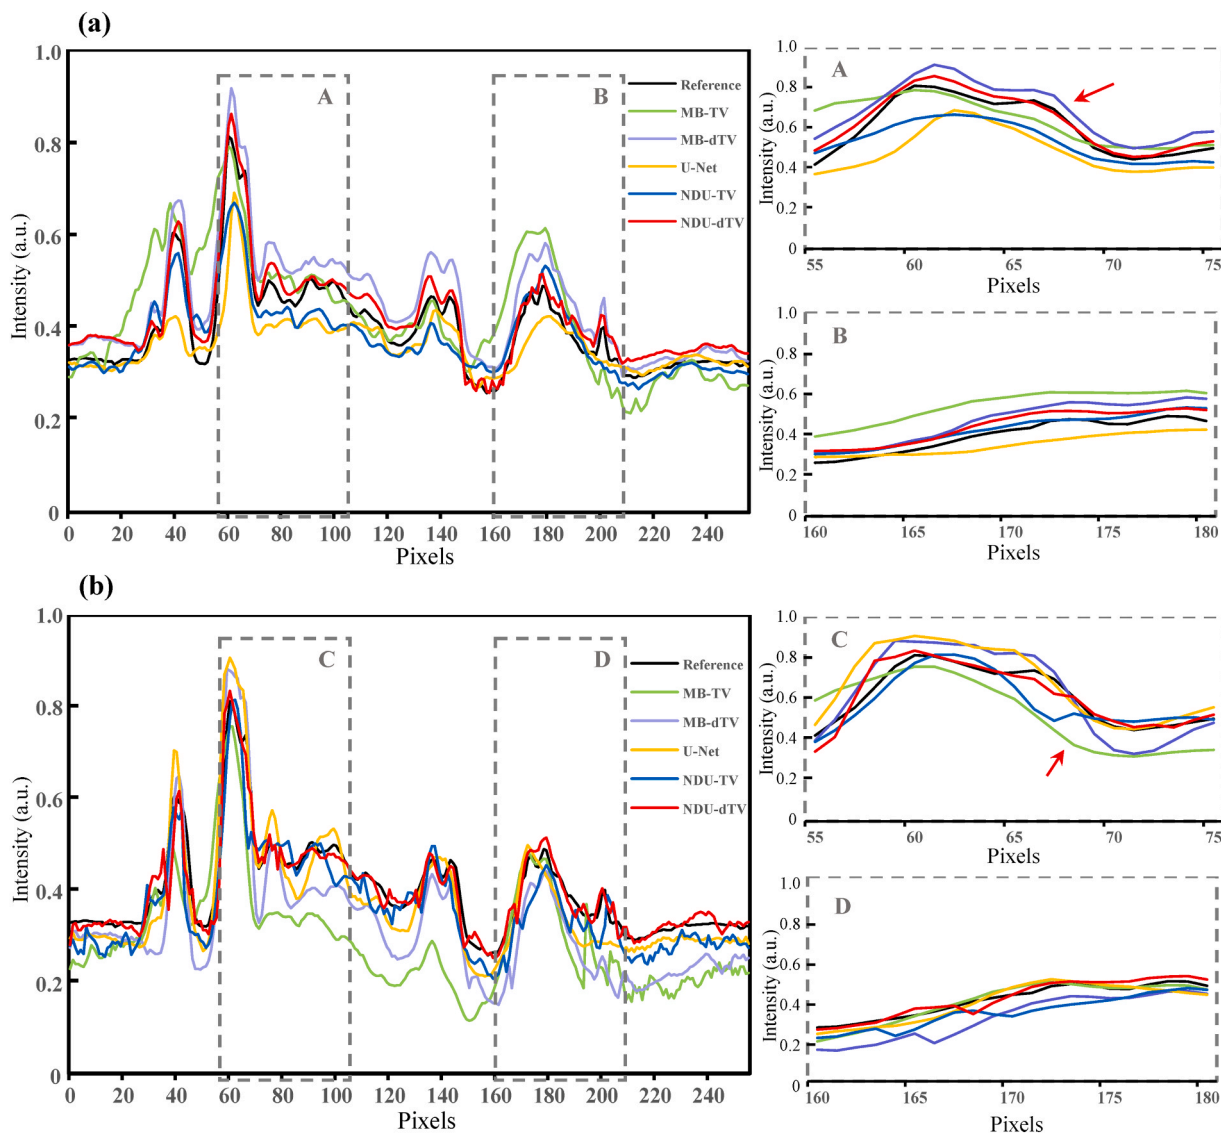 (a)
1.0
0.8
0.6
0.4
0.2
0
Intensity (a.u.)
0 20 40 60 80 100 120 140 160 180 200 220 240
Pixels
A
B
Reference
MB-TV
MB-dTV
U-Net
NDU-TV
NDU-dTV
A
1.0
0.8
0.6
0.4
0.2
0
Intensity (a.u.)
55 60 65 70 75
Pixels
B
1.0
0.8
0.6
0.4
0.2
0
Intensity (a.u.)
160 165 170 175 180
Pixels
(b)
1.0
0.8
0.6
0.4
0.2
0
Intensity (a.u.)
0 20 40 60 80 100 120 140 160 180 200 220 240
Pixels
C
D
Reference
MB-TV
MB-dTV
U-Net
NDU-TV
NDU-dTV
C
1.0
0.8
0.6
0.4
0.2
0
Intensity (a.u.)
55 60 65 70 75
Pixels
D
1.0
0.8
0.6
0.4
0.2
0
Intensity (a.u.)
160 165 170 175 180
Pixels